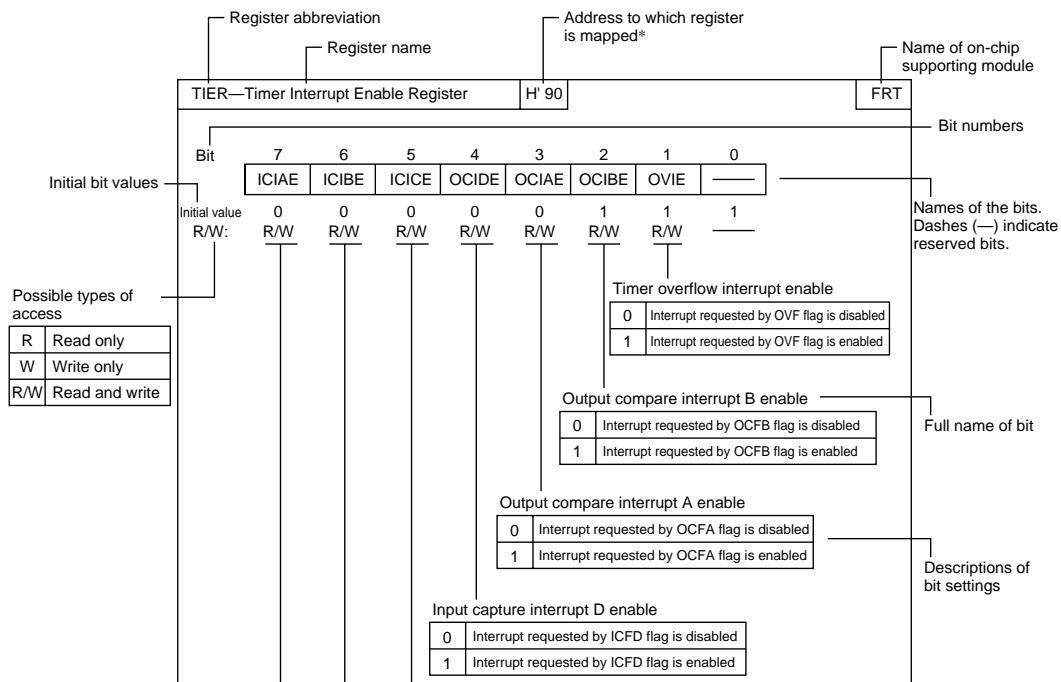 Register abbreviation
Register name
Address to which register
is mapped*
Name of on-chip
supporting module
TIER—Timer Interrupt Enable Register H' 90 FRT
Bit numbers
Bit 7 6 5 4 3 2 1 0
ICIAE ICIBE ICICE OCIDE OCIAE OCIBE OVIE —
Initial bit values
Initial value 0 0 0 0 0 1 1 1
R/W: R/W R/W R/W R/W R/W R/W R/W —
Names of the bits.
Dashes (—) indicate
reserved bits.
Possible types of
access
R Read only
W Write only
R/W Read and write
Timer overflow interrupt enable
0 Interrupt requested by OVF flag is disabled
1 Interrupt requested by OVF flag is enabled
Output compare interrupt B enable
0 Interrupt requested by OCFB flag is disabled
1 Interrupt requested by OCFB flag is enabled
Full name of bit
Output compare interrupt A enable
0 Interrupt requested by OCFA flag is disabled
1 Interrupt requested by OCFA flag is enabled
Descriptions of
bit settings
Input capture interrupt D enable
0 Interrupt requested by ICFD flag is disabled
1 Interrupt requested by ICFD flag is enabled